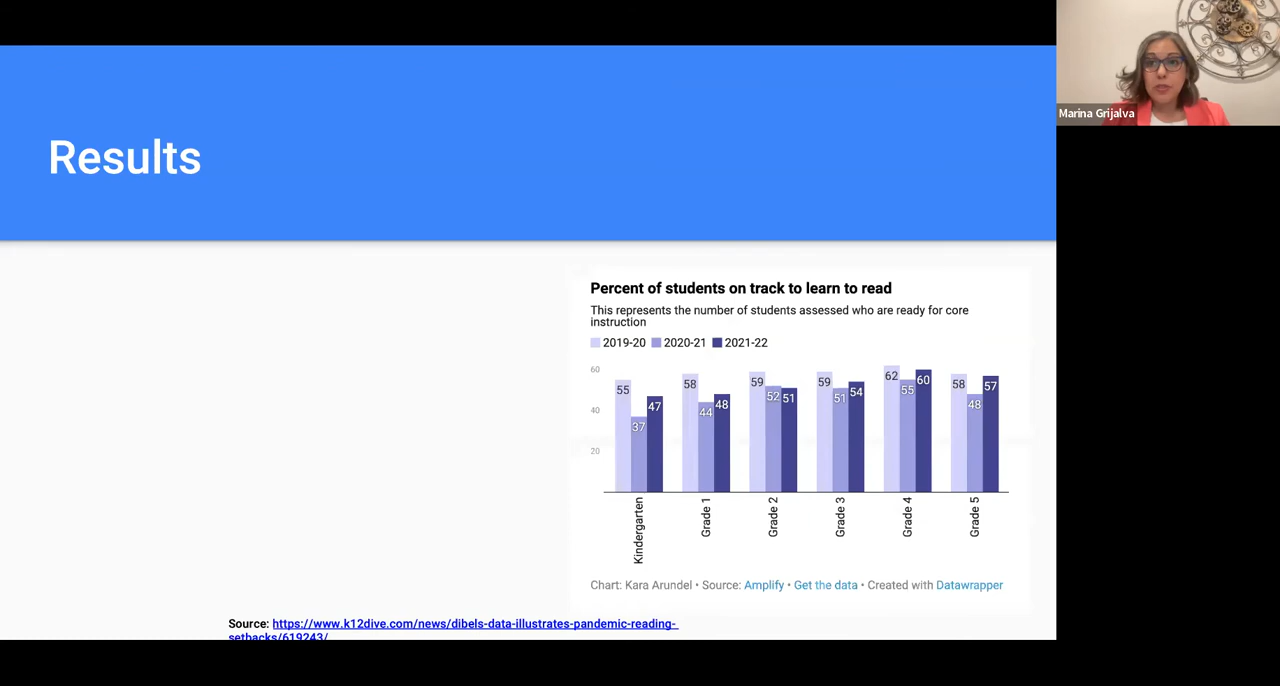 Results
Marina Grijalva
Percent of students on track to learn to read
This represents the number of students assessed who are ready for core
instruction
2019-20 2020-21 2021-22
60
40
20
55 37 47
58 44 48
59 52 51
59 51 54
62 55 60
58 48 57
Kindergarten
Grade 1
Grade 2
Grade 3
Grade 4
Grade 5
Chart: Kara Arundel • Source: Amplify • Get the data • Created with Datawrapper
Source: https://www.k12dive.com/news/dibels-data-illustrates-pandemic-reading-
setbacks/619243/